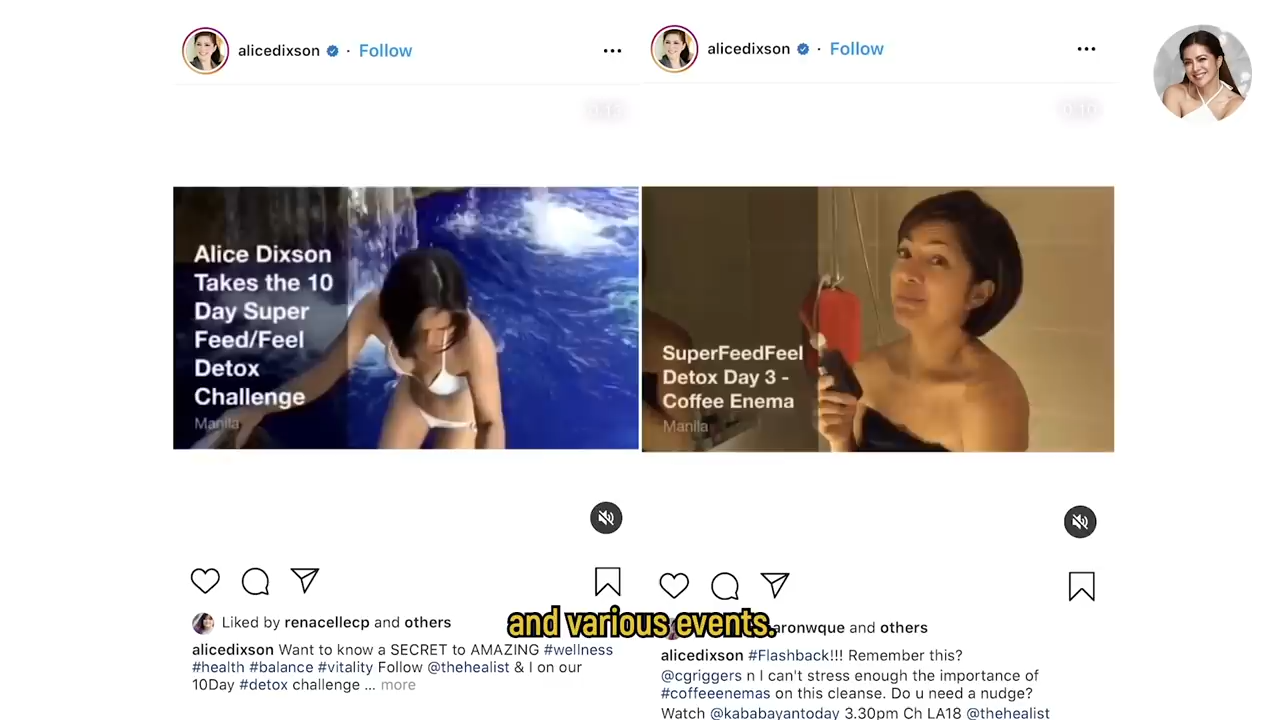 alicedixson · Follow
0:13
Alice Dixson
Takes the 10
Day Super
Feed/Feel
Detox
Challenge
Manila
Liked by renacellecp and others
alicedixson Want to know a SECRET to AMAZING #wellness
#health #balance #vitality Follow @thehealist & I on our
10Day #detox challenge ... more
alicedixson · Follow
0:10
SuperFeedFeel
Detox Day 3 -
Coffee Enema
Manila
and others
alicedixson #Flashback!!! Remember this?
@cgriggers n I can't stress enough the importance of
#coffeeenemas on this cleanse. Do u need a nudge?
Watch @kababayantoday 3.30pm Ch LA18 @thehealist
and various events.